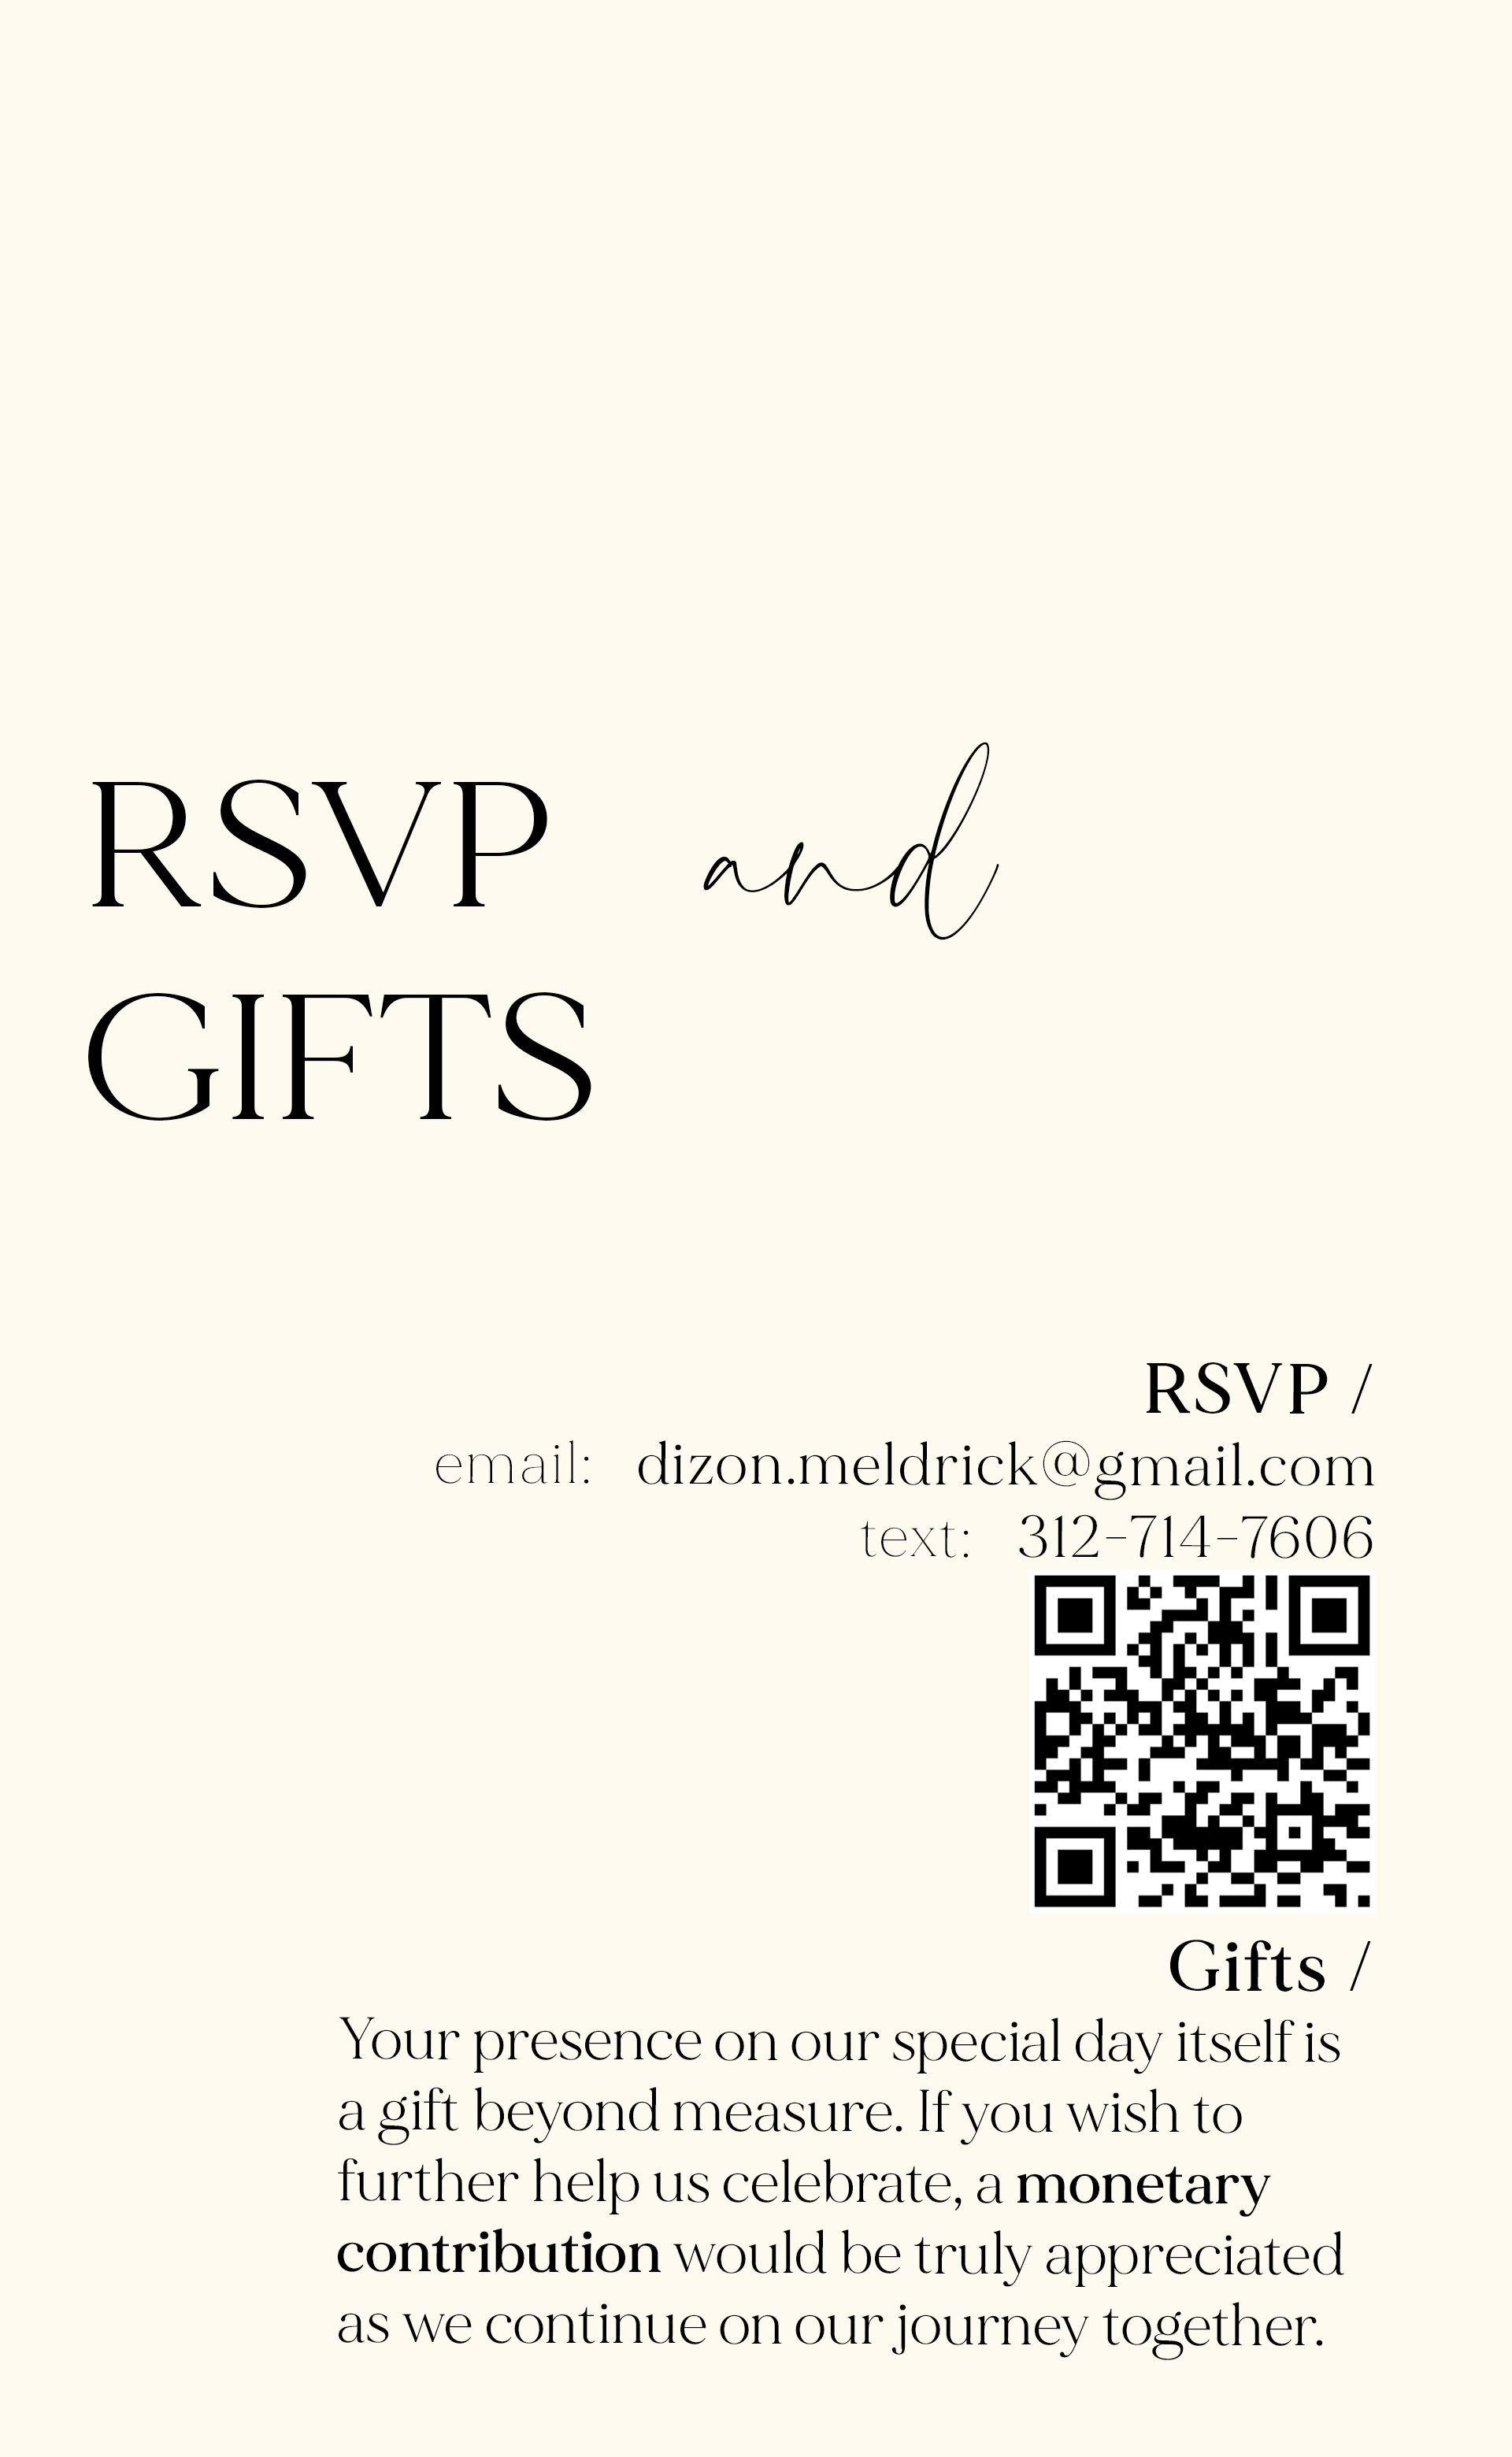 RSVP and
GIFTS
RSVP /
email: dizon.meldrick@gmail.com
text: 312-714-7606
Gifts /
Your presence on our special day itself is
a gift beyond measure. If you wish to
further help us celebrate, a monetary
contribution would be truly appreciated
as we continue on our journey together.